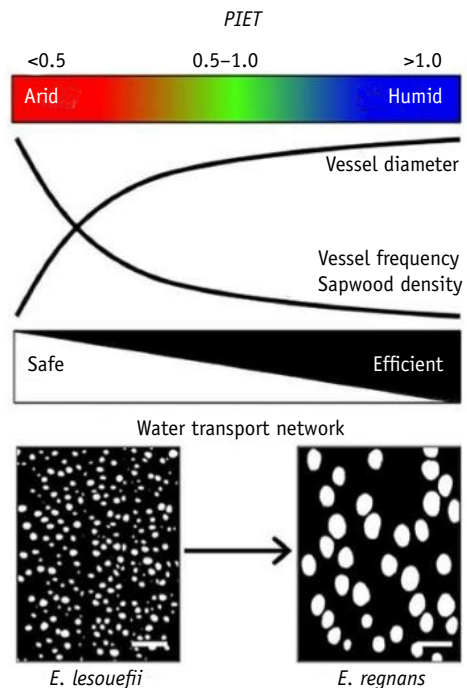 PIET
<0.5 0.5–1.0 >1.0
Arid Humid
Vessel diameter
Vessel frequency
Sapwood density
Safe Efficient
Water transport network
E. lesouefii E. regnans